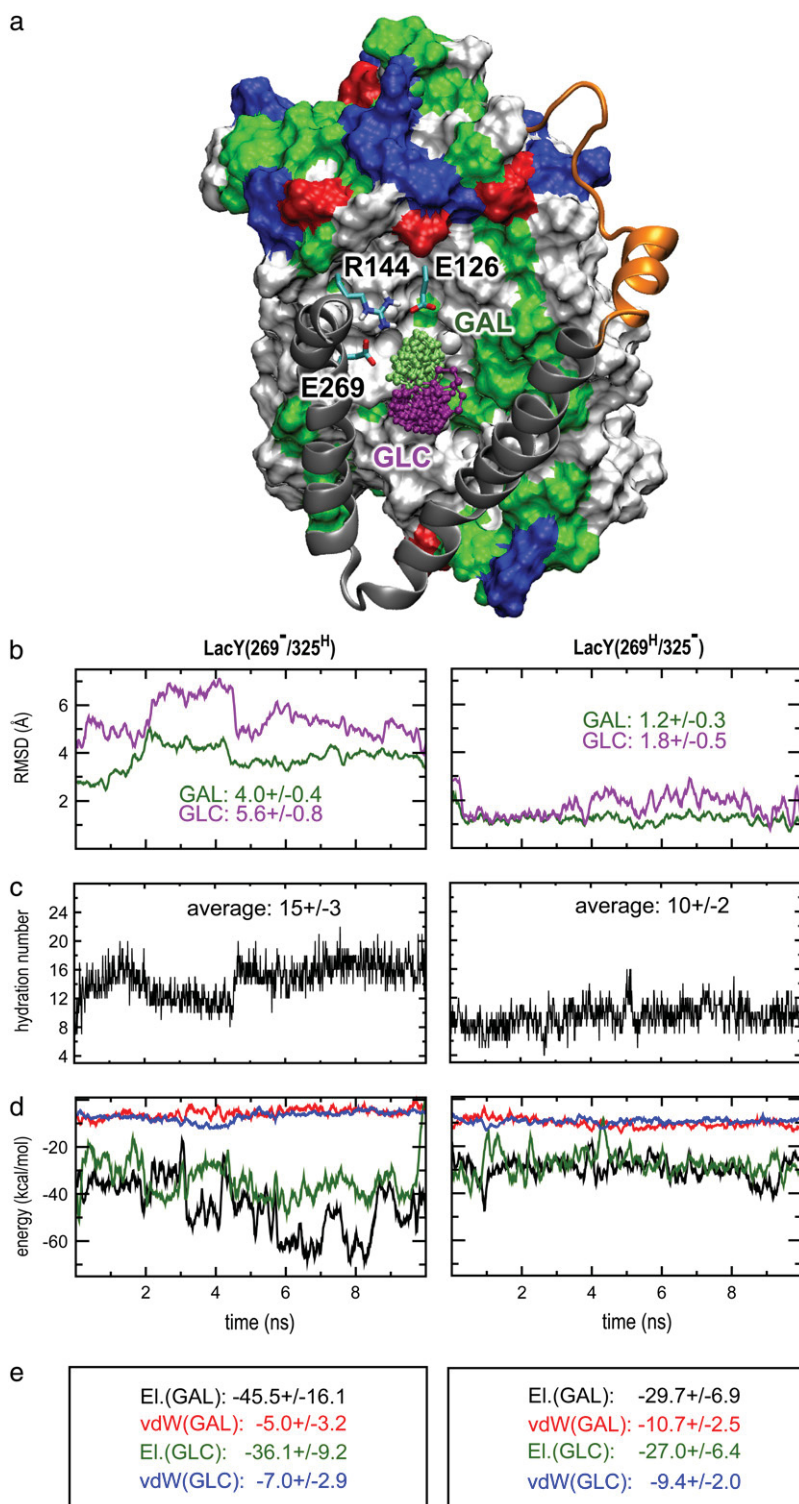 a
R144 E126
GAL
E269
GLC
b
LacY(269⁻/325ᴴ)
LacY(269ᴴ/325⁻)
RMSD (Å)
6
4
2
GAL: 4.0+/-0.4
GLC: 5.6+/-0.8
GAL: 1.2+/-0.3
GLC: 1.8+/-0.5
c
hydration number
24
20
16
12
8
4
average: 15+/-3
average: 10+/-2
d
energy (kcal/mol)
-20
-40
-60
2 4 6 8
2 4 6 8
time (ns)
time (ns)
e
El.(GAL): -45.5+/-16.1
vdW(GAL): -5.0+/-3.2
El.(GLC): -36.1+/-9.2
vdW(GLC): -7.0+/-2.9
El.(GAL): -29.7+/-6.9
vdW(GAL): -10.7+/-2.5
El.(GLC): -27.0+/-6.4
vdW(GLC): -9.4+/-2.0